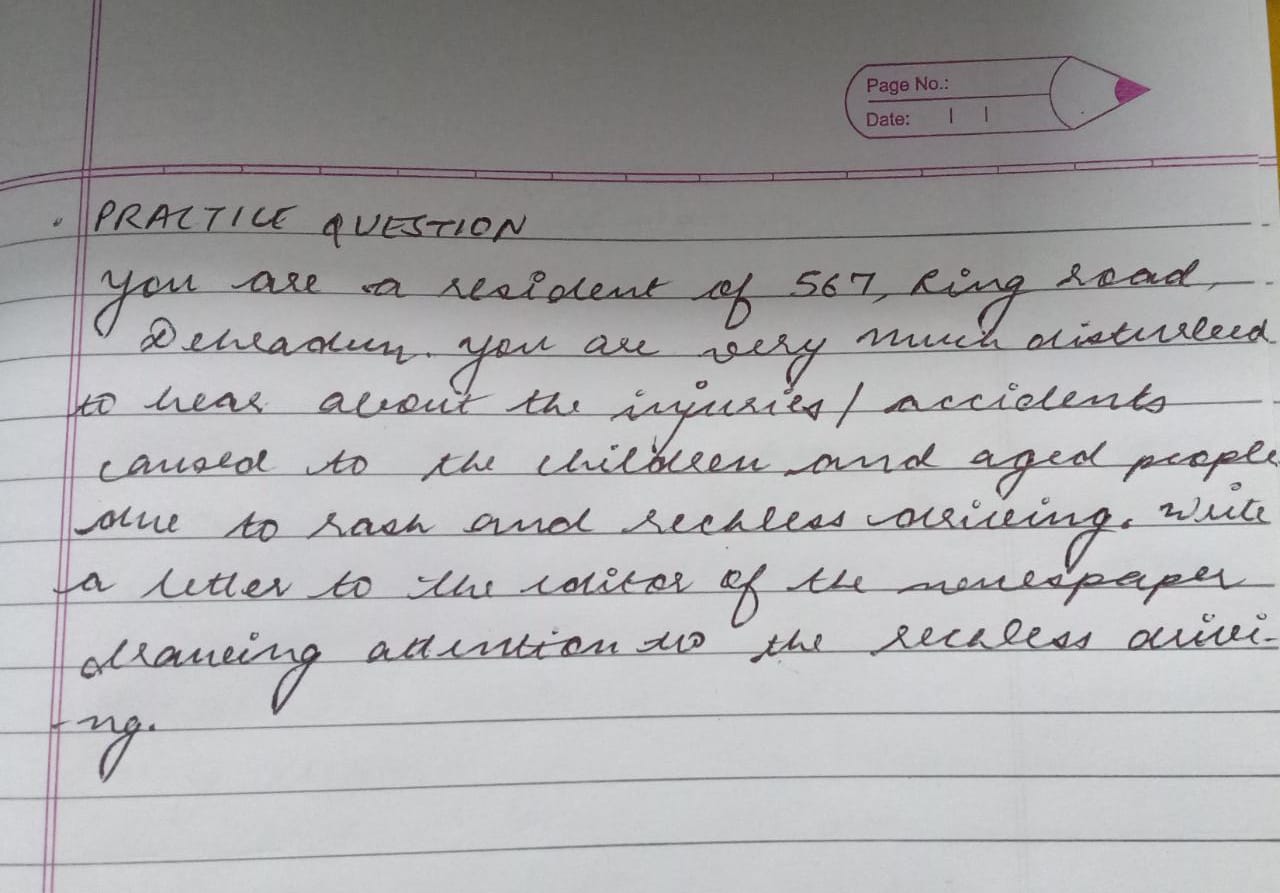 Page No.:
Date: | |
. PRACTICE QUESTION
You are a resident of 567, Ring road,
Dehradun. you are very much disturbed
to hear about the injuries/accidents
caused to the children and aged people
due to rash and reckless driving. Write
a letter to the editor of the newspaper
drawing attention to the reckless drivi-
-ng.